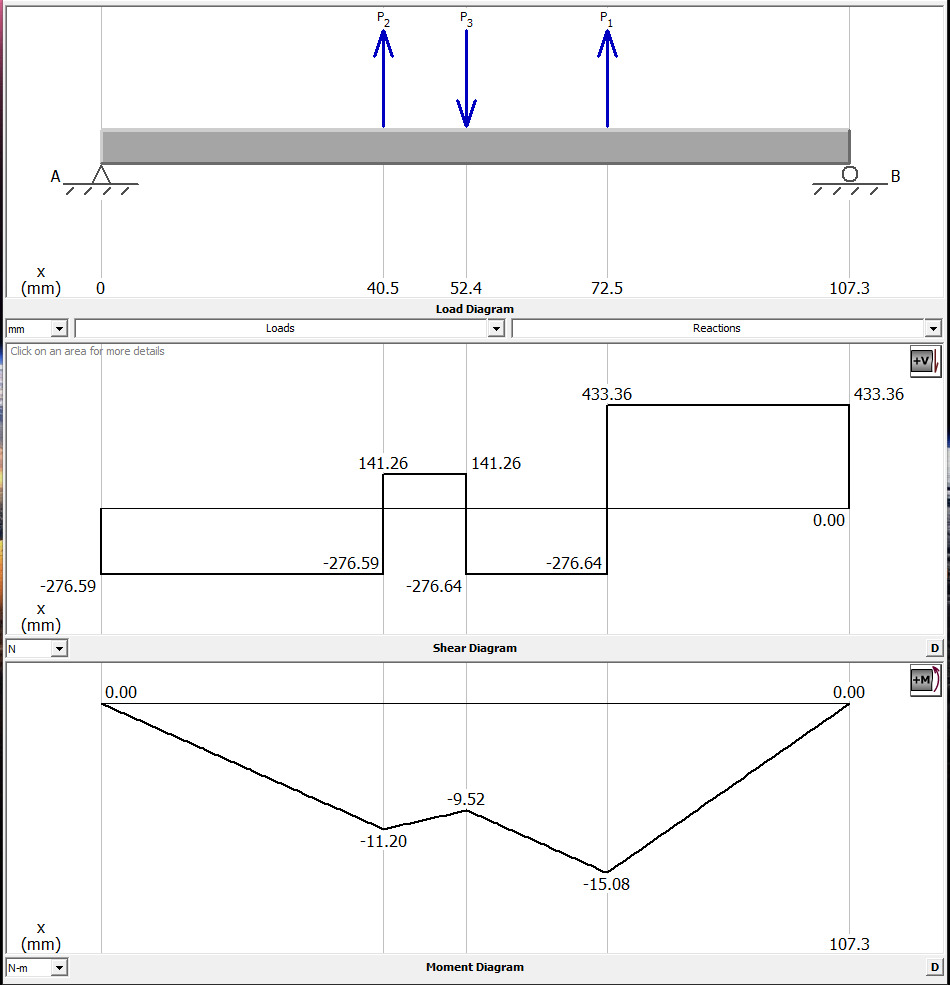 P2 P3 P1
A B
x
(mm) 0 40.5 52.4 72.5 107.3
Load Diagram
mm Loads Reactions
Click on an area for more details
+V
433.36 433.36
141.26 141.26
0.00
-276.59 -276.64
-276.59 -276.64
x
(mm)
N Shear Diagram D
+M
0.00 0.00
-9.52
-11.20
-15.08
x
(mm) 107.3
N-m Moment Diagram D